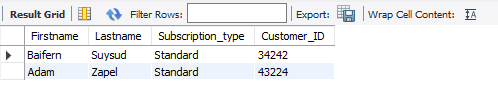 Result Grid Filter Rows: Export: Wrap Cell Content:
Firstname Lastname Subscription_type Customer_ID
Baifern Suysud Standard 34242
Adam Zapel Standard 43224